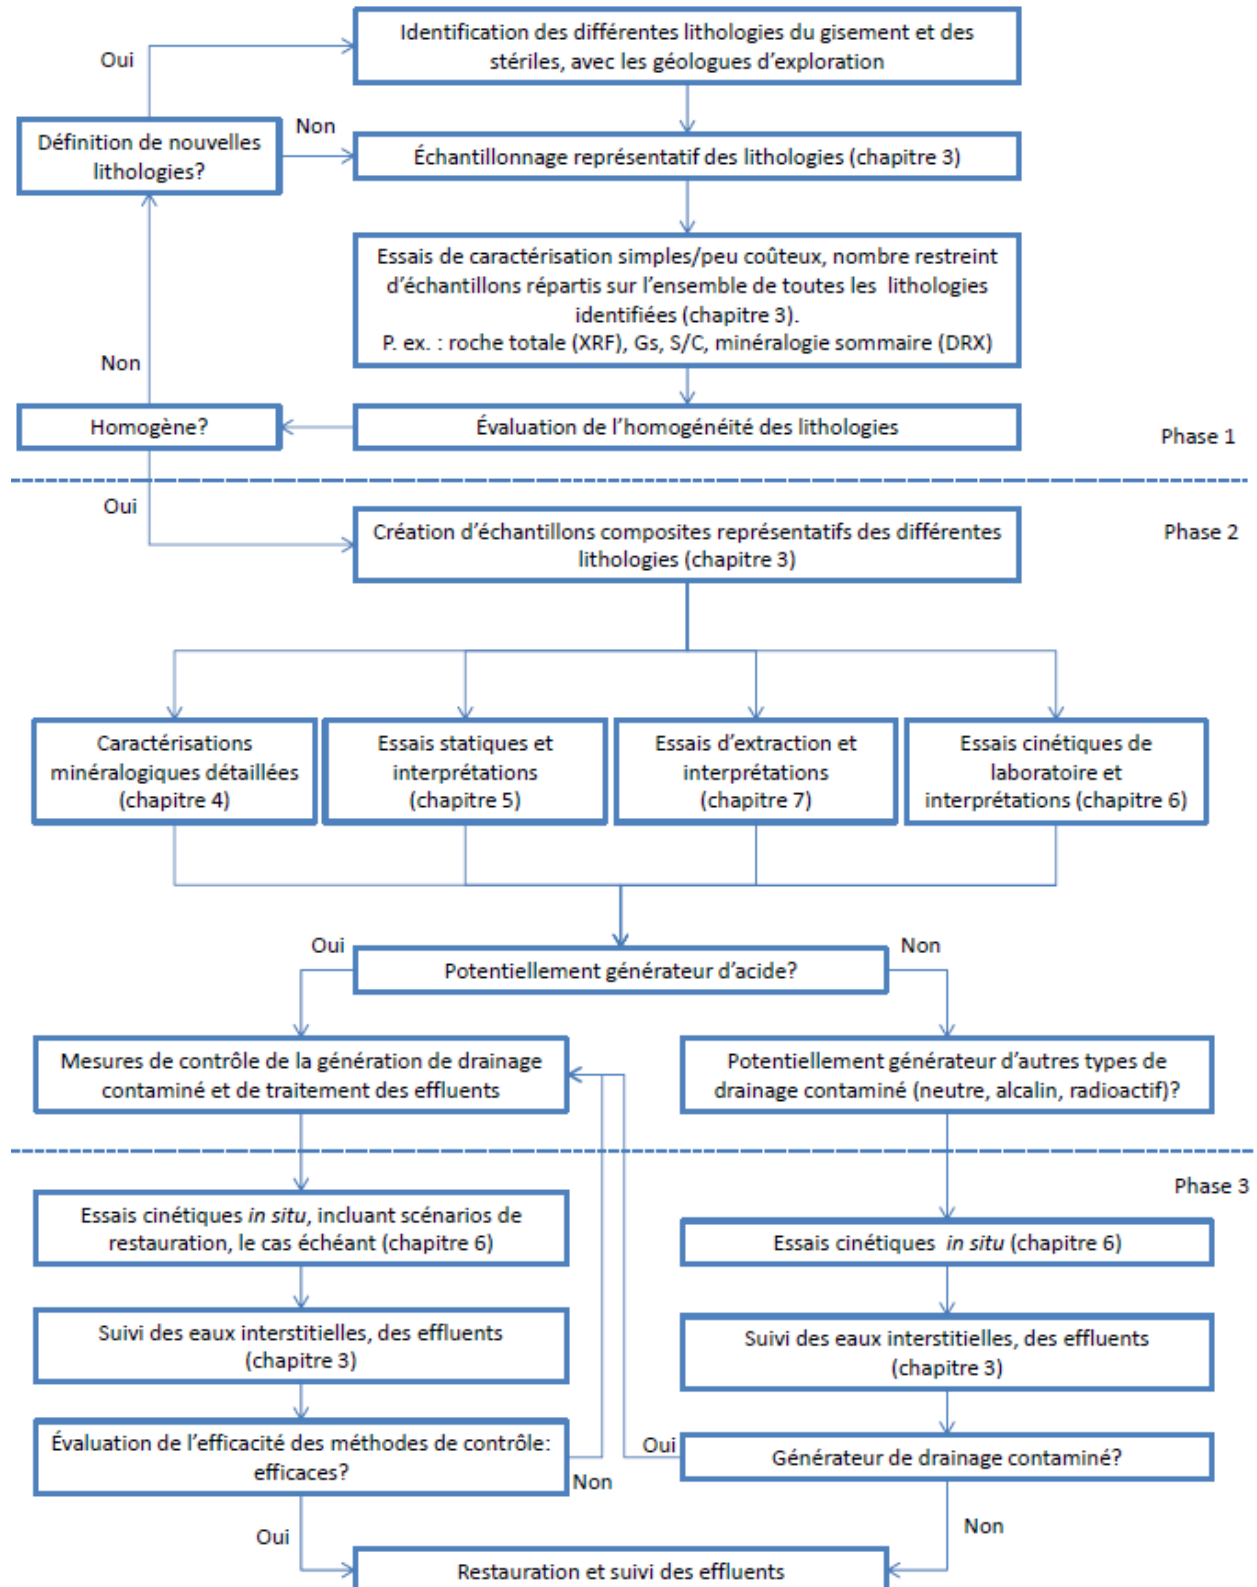 Identification des différentes lithologies du gisement et des
stériles, avec les géologues d’exploration
Oui
Définition de nouvelles
lithologies?
Non
Échantillonnage représentatif des lithologies (chapitre 3)
Essais de caractérisation simples/peu coûteux, nombre restreint
d’échantillons répartis sur l’ensemble de toutes les lithologies
identifiées (chapitre 3).
P. ex. : roche totale (XRF), Gs, S/C, minéralogie sommaire (DRX)
Non
Homogène?
Évaluation de l’homogénéité des lithologies
Phase 1
Oui
Création d’échantillons composites représentatifs des différentes
lithologies (chapitre 3)
Phase 2
Caractérisations
minéralogiques détaillées
(chapitre 4)
Essais statiques et
interprétations
(chapitre 5)
Essais d’extraction et
interprétations
(chapitre 7)
Essais cinétiques de
laboratoire et
interprétations (chapitre 6)
Oui
Potentiellement générateur d’acide?
Non
Mesures de contrôle de la génération de drainage
contaminé et de traitement des effluents
Potentiellement générateur d’autres types de
drainage contaminé (neutre, alcalin, radioactif)?
Phase 3
Essais cinétiques in situ, incluant scénarios de
restauration, le cas échéant (chapitre 6)
Essais cinétiques in situ (chapitre 6)
Suivi des eaux interstitielles, des effluents
(chapitre 3)
Suivi des eaux interstitielles, des effluents
(chapitre 3)
Évaluation de l’efficacité des méthodes de contrôle:
efficaces?
Non
Oui
Générateur de drainage contaminé?
Oui
Non
Restauration et suivi des effluents